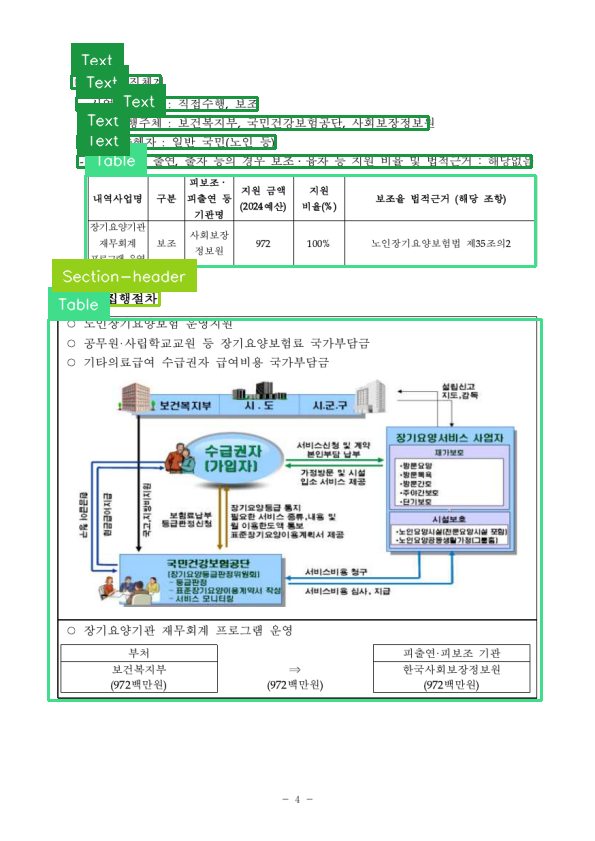 Text
Text
Text
: 직접수행, 보조
Text
행주체 : 보건복지부, 국민건강보험공단, 사회보장정보원
Text
혜자 : 일반 국민(노인 등)
Table
출연, 출자 등의 경우 보조·융자 등 지원 비율 및 법적근거 : 해당없음
내역사업명 구분 피보조·피출연 등 기관명 지원 금액 (2024예산) 지원 비율(%) 보조율 법적근거 (해당 조항)
장기요양기관 재무회계 프로그램 운영 보조 사회보장정보원 972 100% 노인장기요양보험법 제35조의2
Section-header
집행절차
Table
○ 노인장기요양보험 운영지원
○ 공무원·사립학교교원 등 장기요양보험료 국가부담금
○ 기타의료급여 수급권자 급여비용 국가부담금
보건복지부 시.도 시.군.구
설립신고
지도,감독
수급권자
(가입자)
서비스신청 및 계약
본인부담 납부
가정방문 및 시설
입소 서비스 제공
장기요양서비스 사업자
재가보호
•방문요양
•방문목욕
•방문간호
•주야간보호
•단기보호
시설보호
•노인요양시설(전문요양시설 포함)
•노인요양공동생활가정(그룹홈)
현금급여지급
국고,지방비지원
보험료납부
등급판정신청
장기요양등급 통지
필요한 서비스 종류,내용 및
월 이용한도액 통보
표준장기요양이용계획서 제공
국민건강보험공단
(장기요양등급판정위원회)
- 등급판정
- 표준장기요양이용계약서 작성
- 서비스 모니터링
서비스비용 청구
서비스비용 심사, 지급
○ 장기요양기관 재무회계 프로그램 운영
부처 피출연·피보조 기관
보건복지부 ⇒ 한국사회보장정보원
(972백만원) (972백만원) (972백만원)
- 4 -